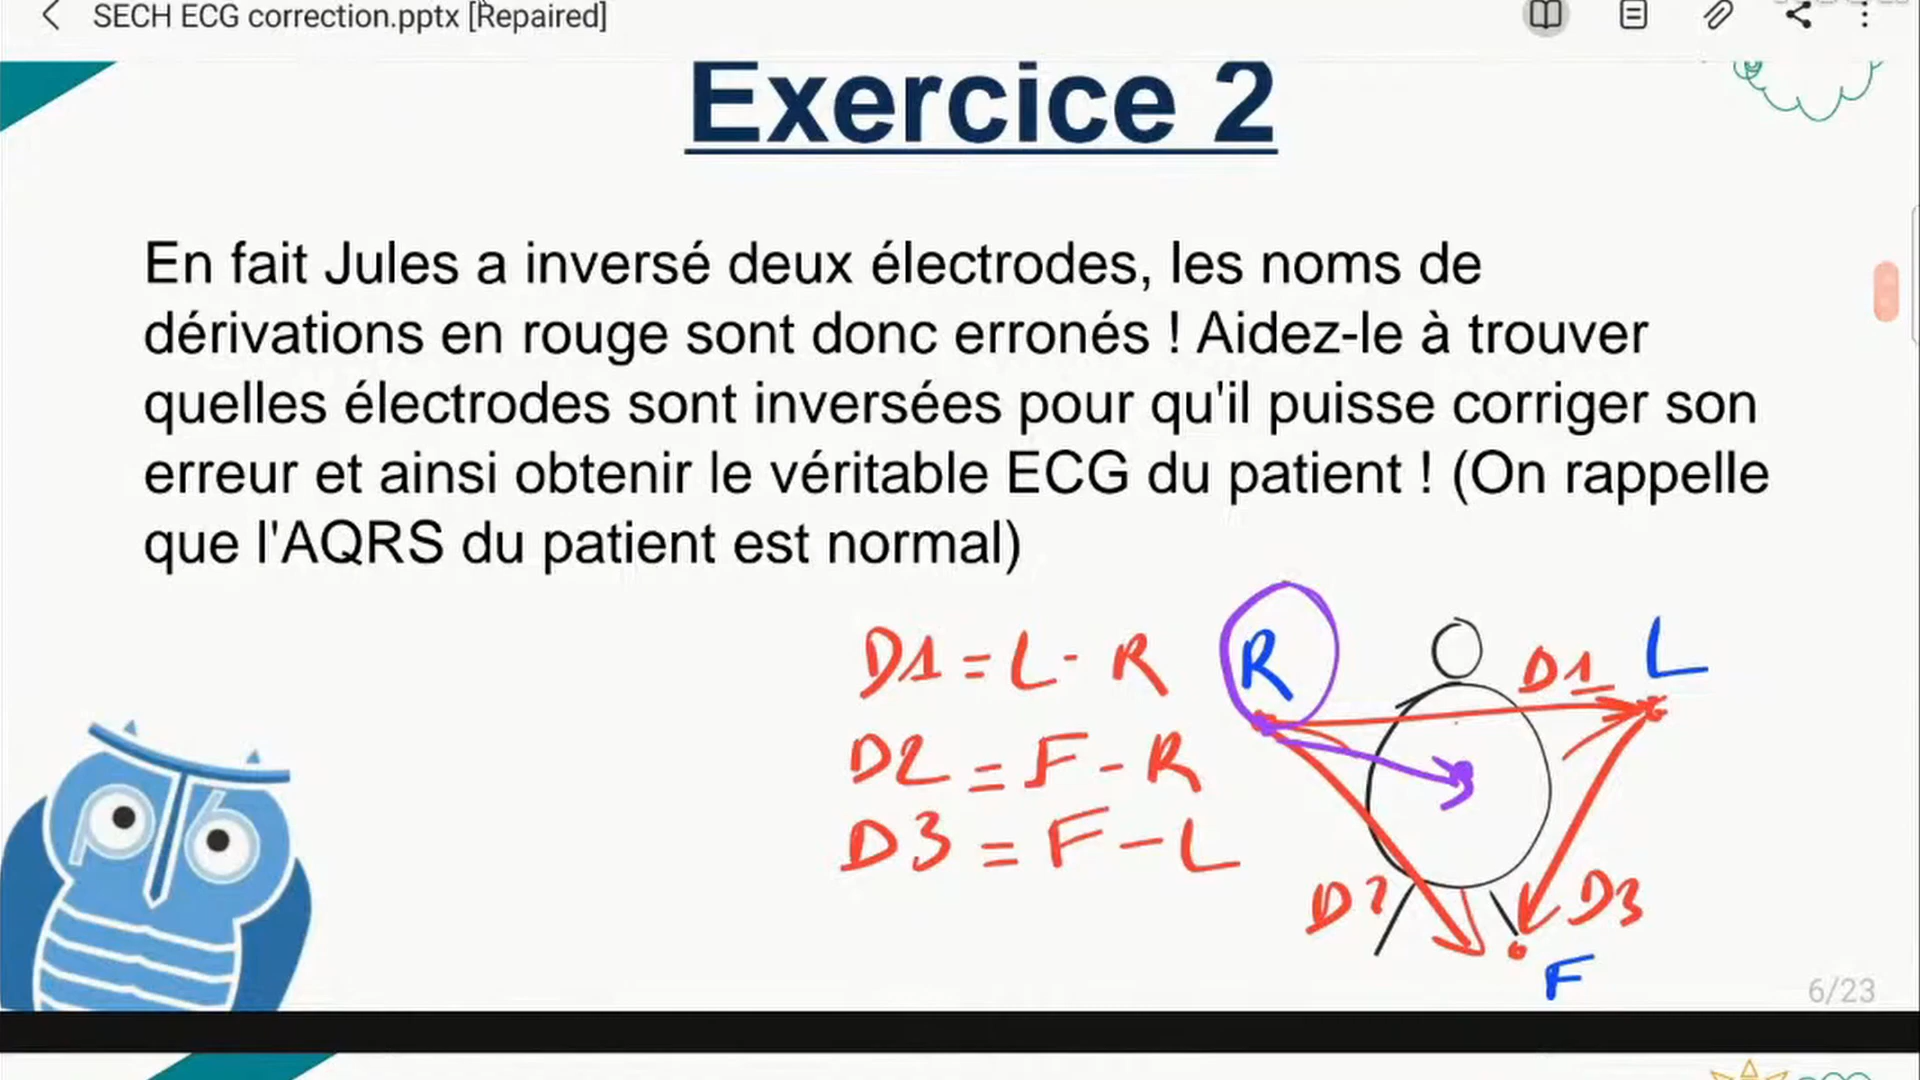 SECH ECG correction.pptx [Repaired]
Exercice 2
En fait Jules a inversé deux électrodes, les noms de
dérivations en rouge sont donc erronés ! Aidez-le à trouver
quelles électrodes sont inversées pour qu'il puisse corriger son
erreur et ainsi obtenir le véritable ECG du patient ! (On rappelle
que l'AQRS du patient est normal)
D1 = L - R
D2 = F - R
D3 = F - L
R
D1
L
D2
D3
F
6/23